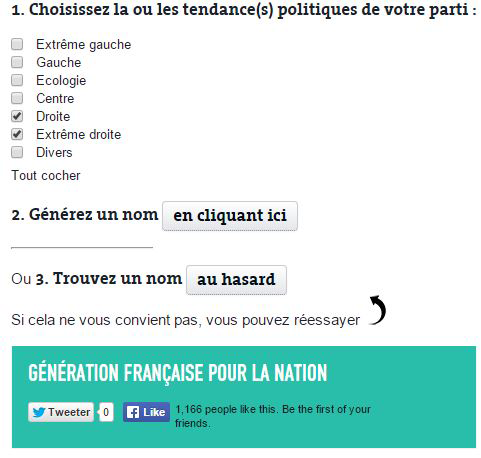 1. Choisissez la ou les tendance(s) politiques de votre parti :
Extrême gauche
Gauche
Ecologie
Centre
Droite
Extrême droite
Divers
Tout cocher
2. Générez un nom en cliquant ici
Ou 3. Trouvez un nom au hasard
Si cela ne vous convient pas, vous pouvez réessayer
GÉNÉRATION FRANÇAISE POUR LA NATION
Tweeter 0 Like 1,166 people like this. Be the first of your
friends.